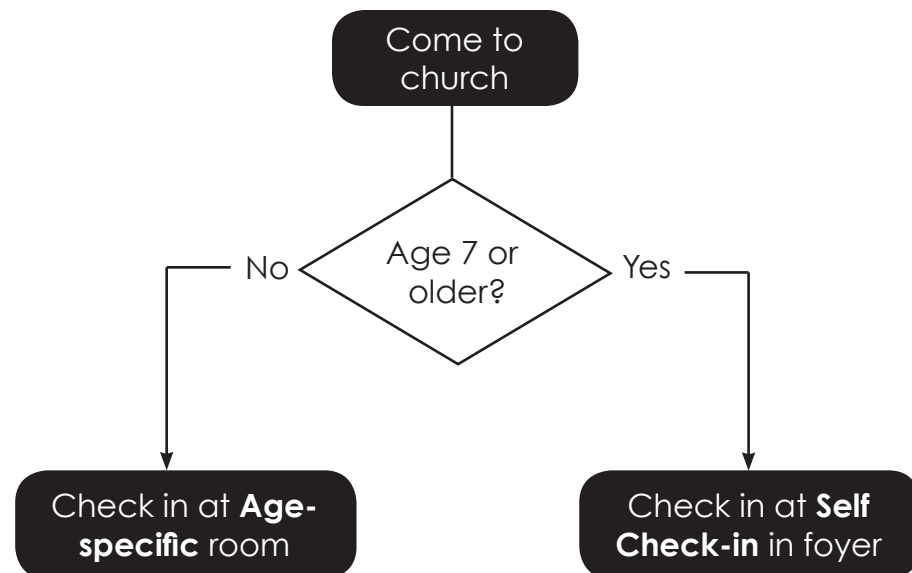 Come to
church
Age 7 or
older?
No
Yes
Check in at Age-
specific room
Check in at Self
Check-in in foyer